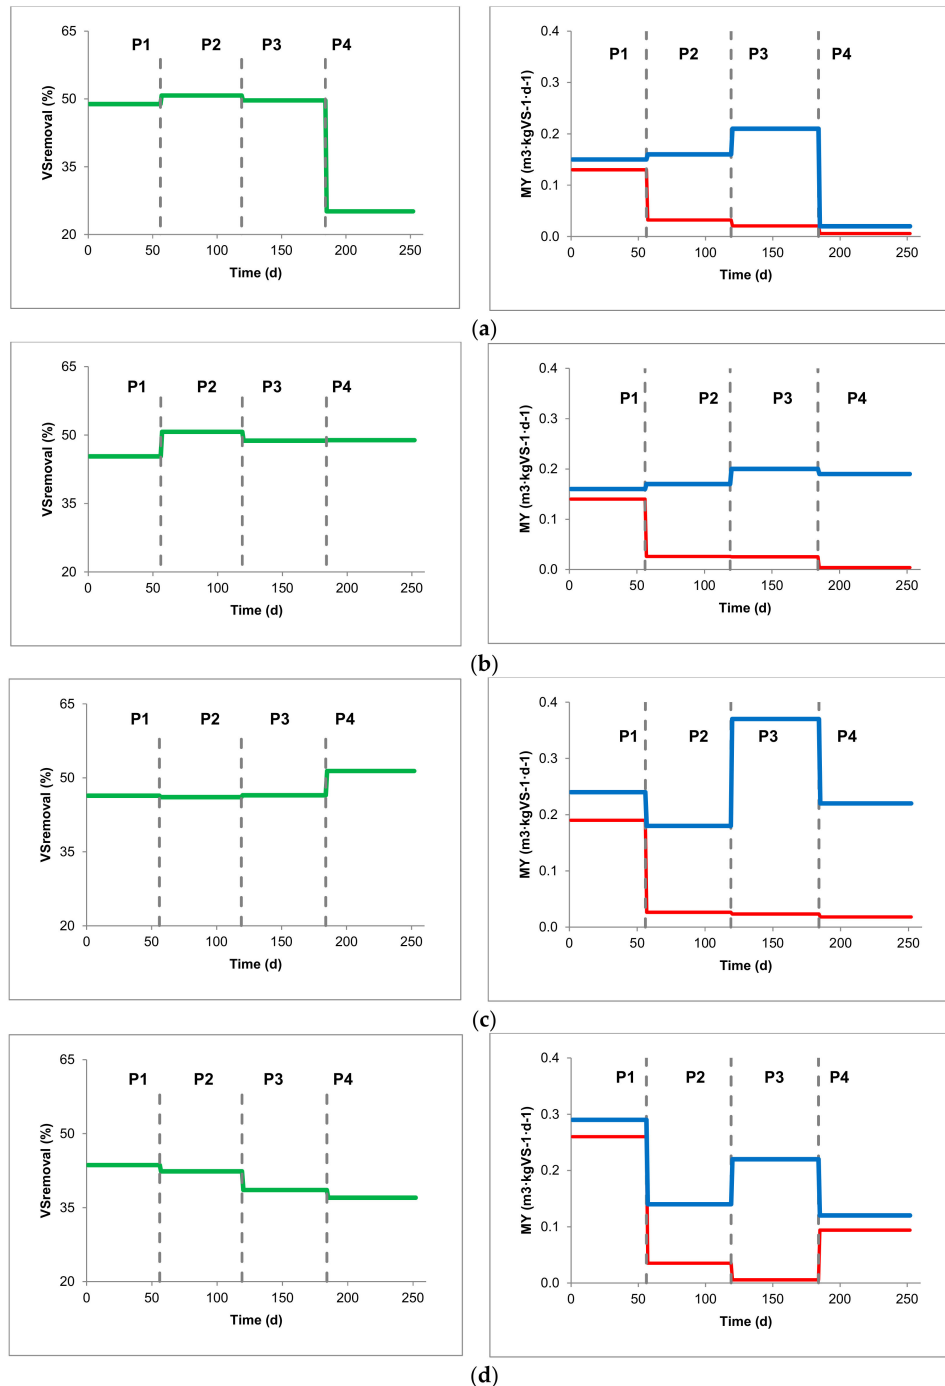 65
50
35
20
VSremoval (%)
P1 P2 P3 P4
0 50 100 150 200 250
Time (d)
0.4
0.3
0.2
0.1
0.0
MY (m3·kgVS-1·d-1)
P1 P2 P3 P4
0 50 100 150 200 250
Time (d)
(a)
65
50
35
20
VSremoval (%)
P1 P2 P3 P4
0 50 100 150 200 250
Time (d)
0.4
0.3
0.2
0.1
0.0
MY (m3·kgVS-1·d-1)
P1 P2 P3 P4
0 50 100 150 200 250
Time (d)
(b)
65
50
35
20
VSremoval (%)
P1 P2 P3 P4
0 50 100 150 200 250
Time (d)
0.4
0.3
0.2
0.1
0.0
MY (m3·kgVS-1·d-1)
P1 P2 P3 P4
0 50 100 150 200 250
Time (d)
(c)
65
50
35
20
VSremoval (%)
P1 P2 P3 P4
0 50 100 150 200 250
Time (d)
0.4
0.3
0.2
0.1
0.0
MY (m3·kgVS-1·d-1)
P1 P2 P3 P4
0 50 100 150 200 250
Time (d)
(d)